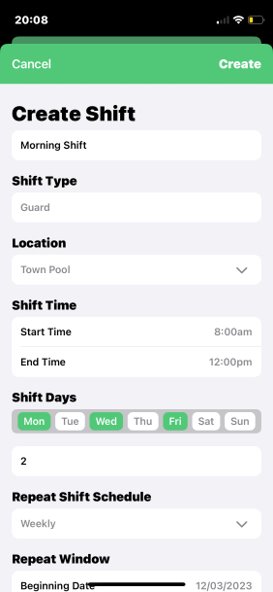 20:08
Cancel Create
Create Shift
Morning Shift
Shift Type
Guard
Location
Town Pool
Shift Time
Start Time 8:00am
End Time 12:00pm
Shift Days
Mon Tue Wed Thu Fri Sat Sun
2
Repeat Shift Schedule
Weekly
Repeat Window
Beginning Date 12/03/2023